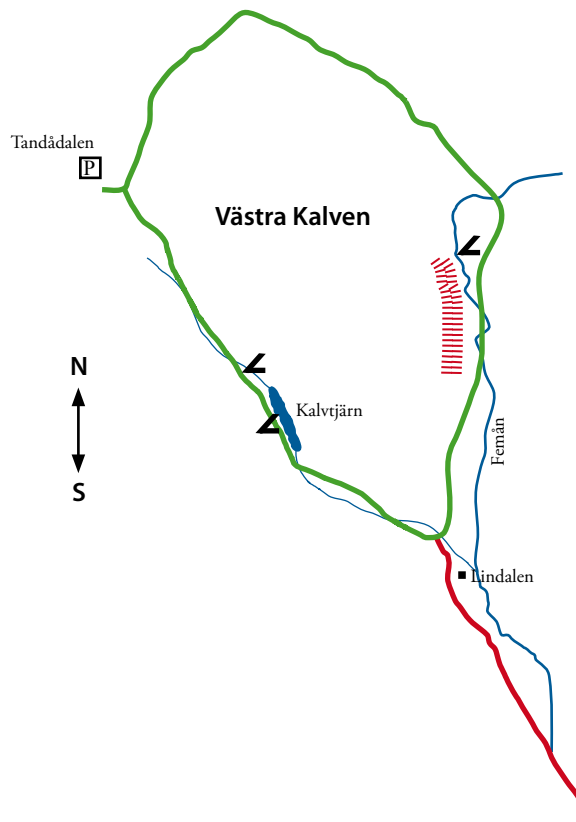 Tandådalen
P
Västra Kalven
N
Kalvtjärn
S
Femån
Lindalen